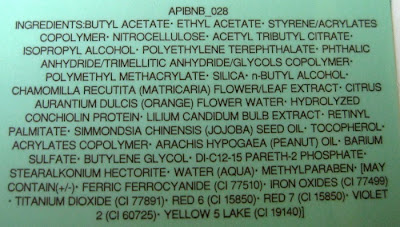 APIBNB_028
INGREDIENTS:BUTYL ACETATE· ETHYL ACETATE· STYRENE/ACRYLATES
COPOLYMER· NITROCELLULOSE· ACETYL TRIBUTYL CITRATE·
ISOPROPYL ALCOHOL· POLYETHYLENE TEREPHTHALATE· PHTHALIC
ANHYDRIDE/TRIMELLITIC ANHYDRIDE/GLYCOLS COPOLYMER·
POLYMETHYL METHACRYLATE· SILICA· n-BUTYL ALCOHOL·
CHAMOMILLA RECUTITA (MATRICARIA) FLOWER/LEAF EXTRACT· CITRUS
AURANTIUM DULCIS (ORANGE) FLOWER WATER· HYDROLYZED
CONCHIOLIN PROTEIN· LILIUM CANDIDUM BULB EXTRACT· RETINYL
PALMITATE· SIMMONDSIA CHINENSIS (JOJOBA) SEED OIL· TOCOPHEROL·
ACRYLATES COPOLYMER· ARACHIS HYPOGAEA (PEANUT) OIL· BARIUM
SULFATE· BUTYLENE GLYCOL· DI-C12-15 PARETH-2 PHOSPHATE·
STEARALKONIUM HECTORITE· WATER (AQUA)· METHYLPARABEN· [MAY
CONTAIN(+/-)· FERRIC FERROCYANIDE (CI 77510)· IRON OXIDES (CI 77499)
· TITANIUM DIOXIDE (CI 77891)· RED 6 (CI 15850)· RED 7 (CI 15850)· VIOLET
2 (CI 60725)· YELLOW 5 LAKE (CI 19140)]